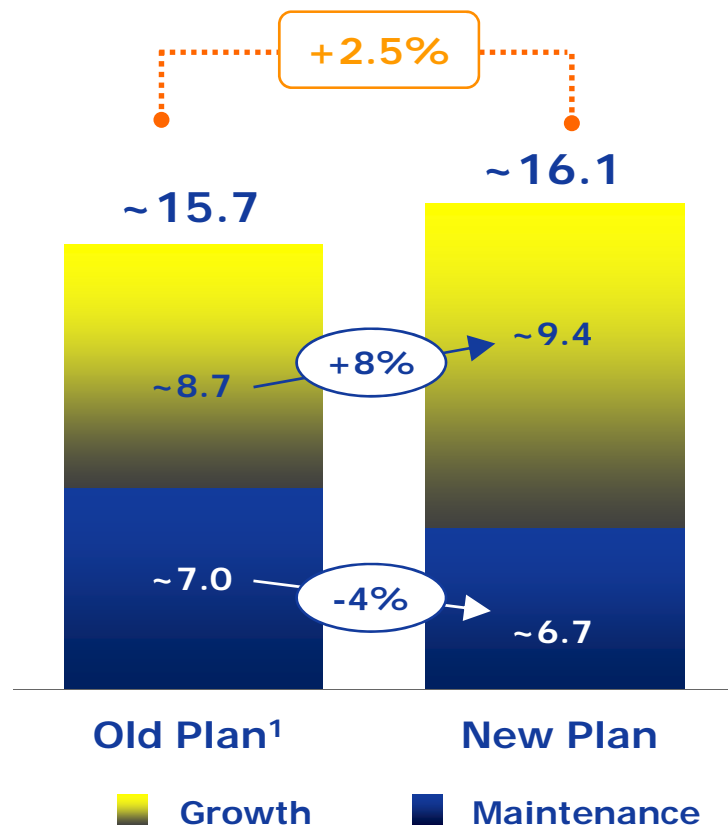 +2.5%
~15.7
~16.1
~8.7
+8%
~9.4
~7.0
-4%
~6.7
Old Plan¹
New Plan
Growth
Maintenance